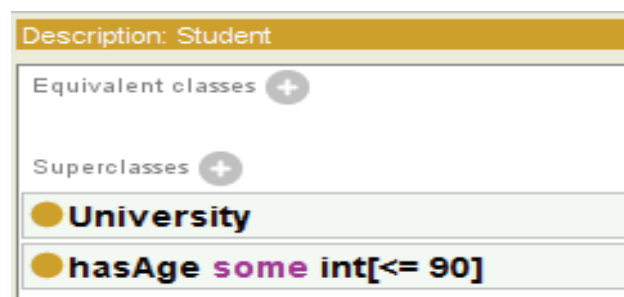 Description: Student
Equivalent classes
Superclasses
University
hasAge some int[<= 90]